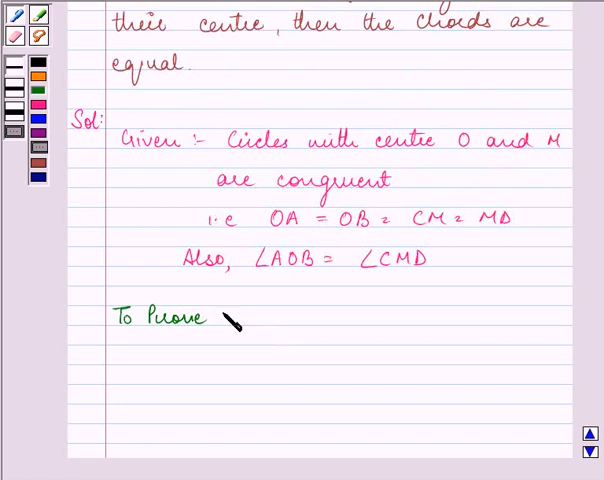 their centre, then the chords are
equal.
Sol:
Given :- Circles with centre O and M
are congruent
i.e OA = OB = CM = MD
Also, ∠AOB = ∠CMD
To Prove